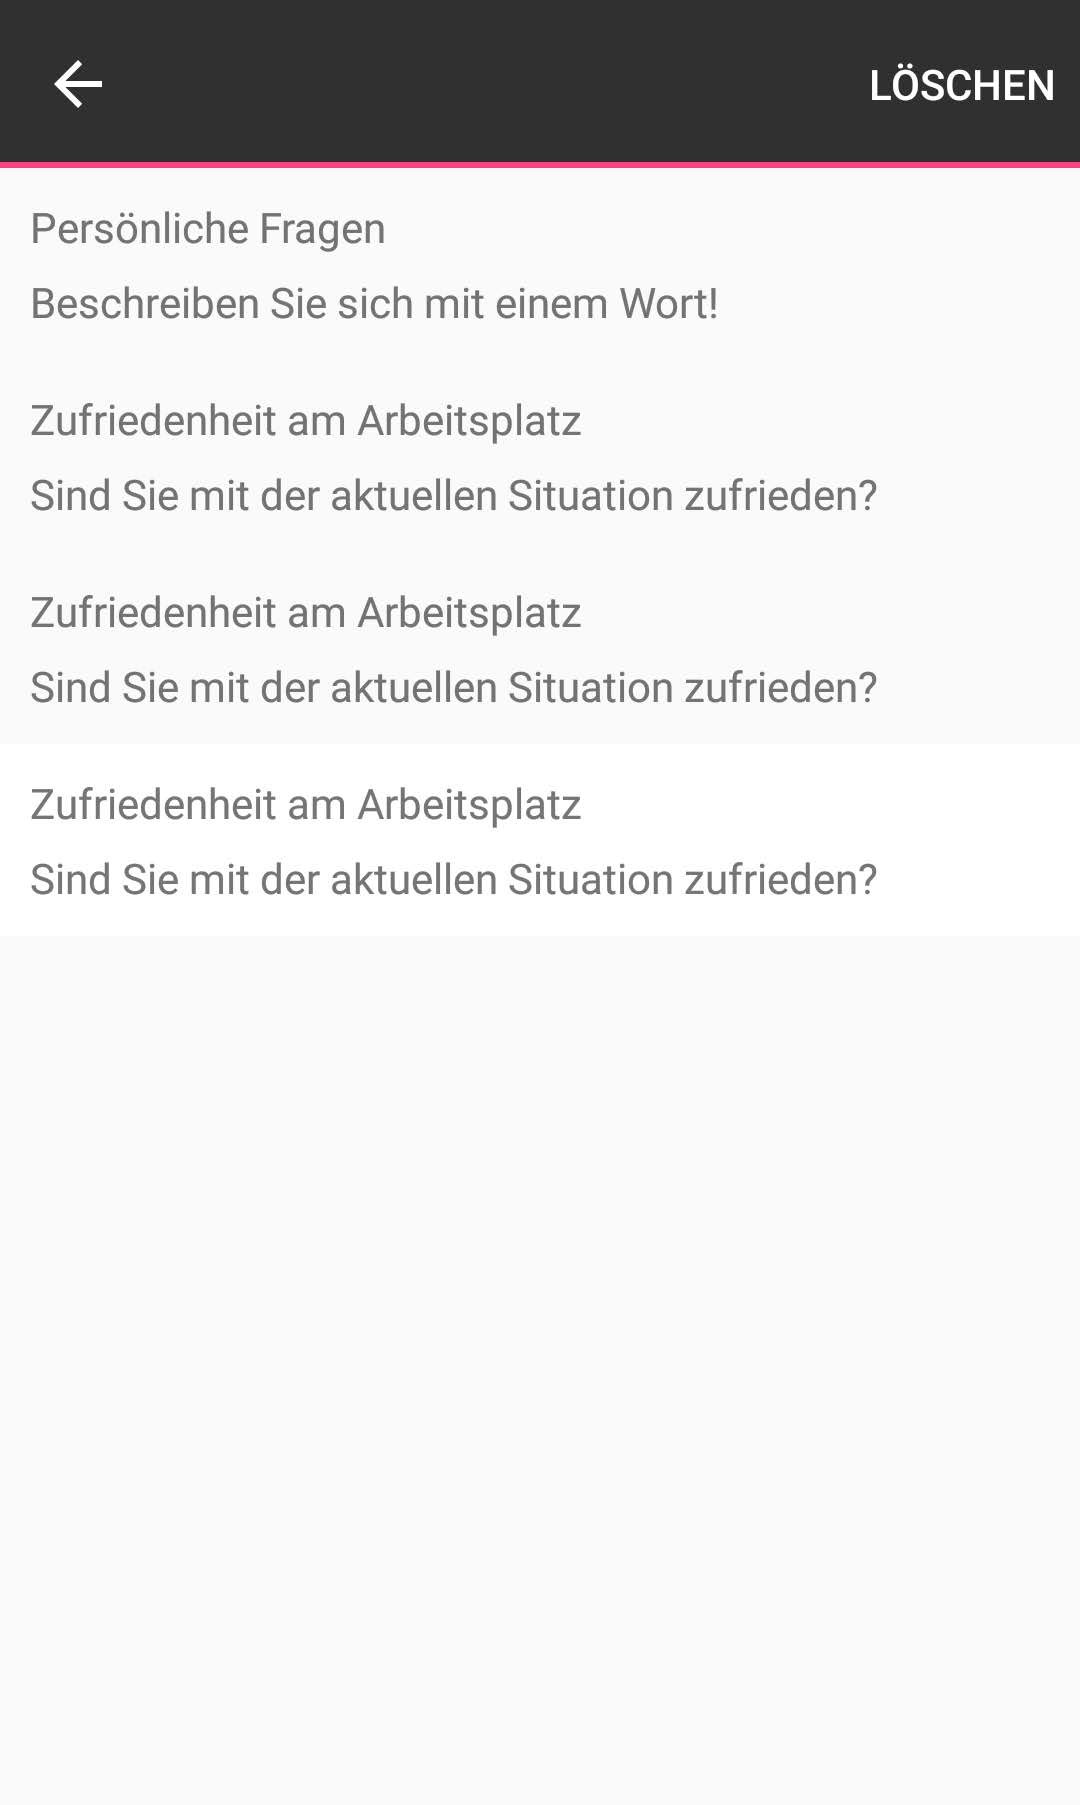 LÖSCHEN
Persönliche Fragen
Beschreiben Sie sich mit einem Wort!
Zufriedenheit am Arbeitsplatz
Sind Sie mit der aktuellen Situation zufrieden?
Zufriedenheit am Arbeitsplatz
Sind Sie mit der aktuellen Situation zufrieden?
Zufriedenheit am Arbeitsplatz
Sind Sie mit der aktuellen Situation zufrieden?